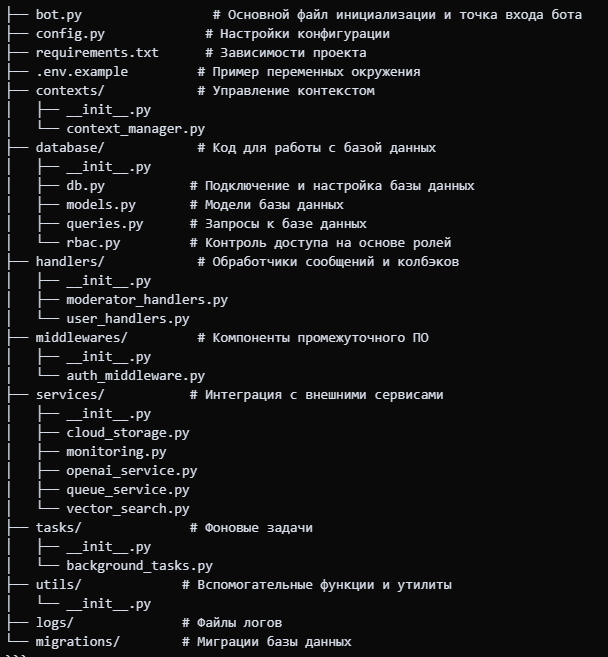 ├── bot.py                 # Основной файл инициализации и точка входа бота
├── config.py             # Настройки конфигурации
├── requirements.txt      # Зависимости проекта
├── .env.example         # Пример переменных окружения
├── contexts/            # Управление контекстом
│   ├── __init__.py
│   └── context_manager.py
├── database/            # Код для работы с базой данных
│   ├── __init__.py
│   ├── db.py           # Подключение и настройка базы данных
│   ├── models.py       # Модели базы данных
│   ├── queries.py      # Запросы к базе данных
│   └── rbac.py         # Контроль доступа на основе ролей
├── handlers/            # Обработчики сообщений и колбэков
│   ├── __init__.py
│   ├── moderator_handlers.py
│   └── user_handlers.py
├── middlewares/         # Компоненты промежуточного ПО
│   ├── __init__.py
│   └── auth_middleware.py
├── services/           # Интеграция с внешними сервисами
│   ├── __init__.py
│   ├── cloud_storage.py
│   ├── monitoring.py
│   ├── openai_service.py
│   ├── queue_service.py
│   └── vector_search.py
├── tasks/              # Фоновые задачи
│   ├── __init__.py
│   └── background_tasks.py
├── utils/             # Вспомогательные функции и утилиты
│   └── __init__.py
├── logs/              # Файлы логов
└── migrations/        # Миграции базы данных
```